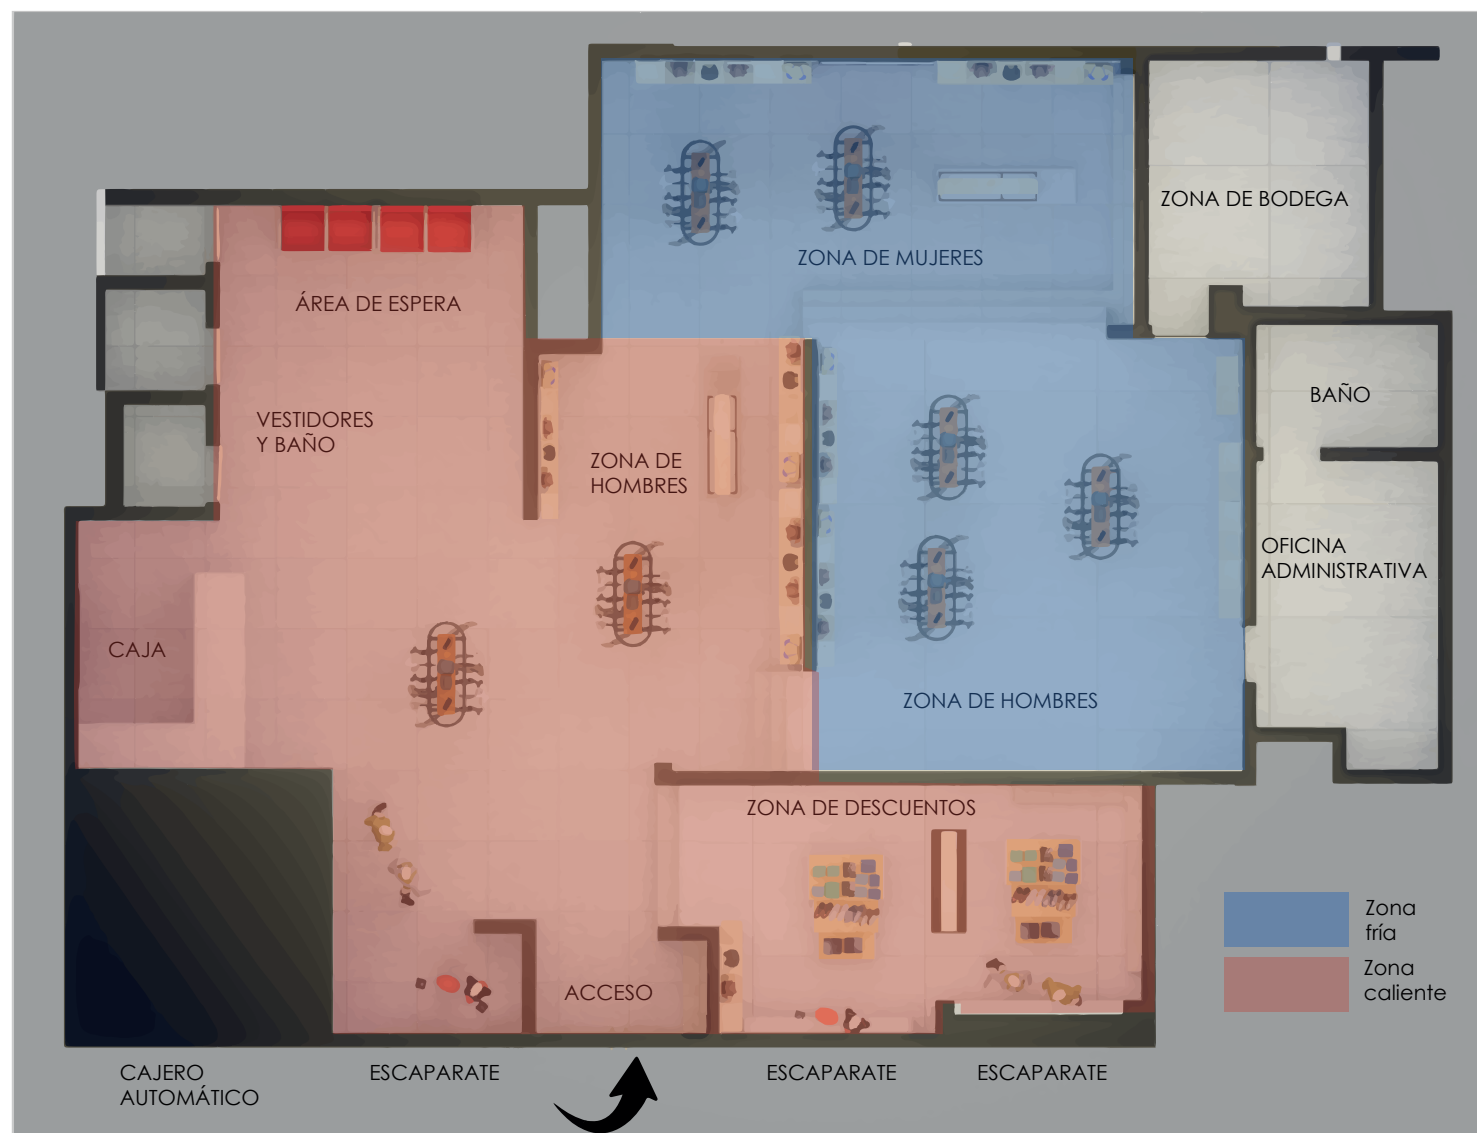 ZONA DE BODEGA
ZONA DE MUJERES
ÁREA DE ESPERA
VESTIDORES
Y BAÑO
BAÑO
ZONA DE
HOMBRES
OFICINA
ADMINISTRATIVA
CAJA
ZONA DE HOMBRES
ZONA DE DESCUENTOS
Zona
fría
Zona
caliente
ACCESO
CAJERO
AUTOMÁTICO
ESCAPARATE
ESCAPARATE
ESCAPARATE